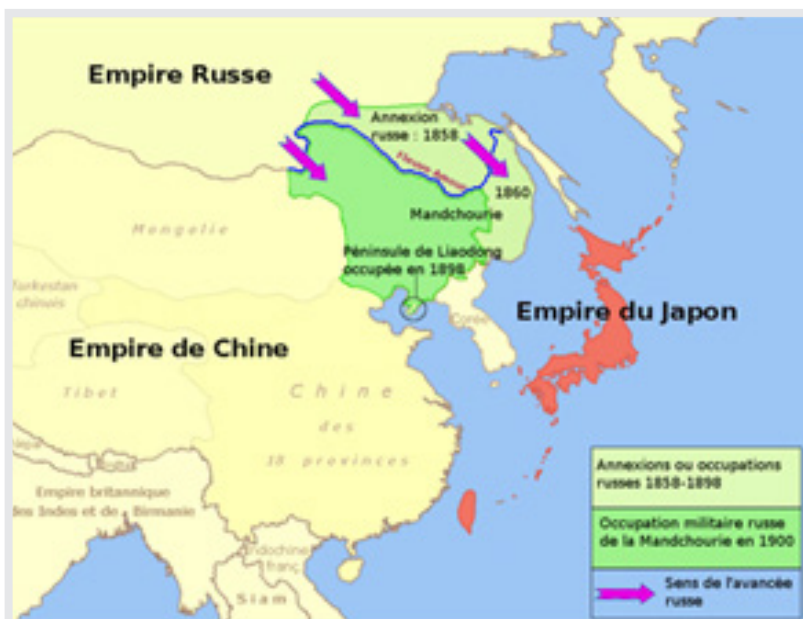 Empire Russe
Annexion
russe : 1858
Fleuve Amour
1860
Mandchourie
Mongolie
Péninsule de Liaodong
occupée en 1898
Turkestan
chinois
Empire du Japon
Corée
Empire de Chine
Tibet
Chine
des
18 provinces
Népal
Empire britannique
des Indes et de Birmanie
Indochine
franç
Siam
Annexions ou occupations
russes 1858-1898
Occupation militaire russe
de la Mandchourie en 1900
Sens de l'avancée
russe